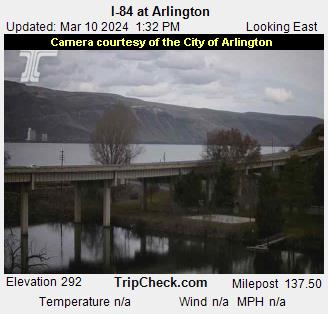 I-84 at Arlington
Updated: Mar 10 2024 1:32 PM Looking East
Camera courtesy of the City of Arlington
Elevation 292 TripCheck.com Milepost 137.50
Temperature n/a Wind n/a MPH n/a